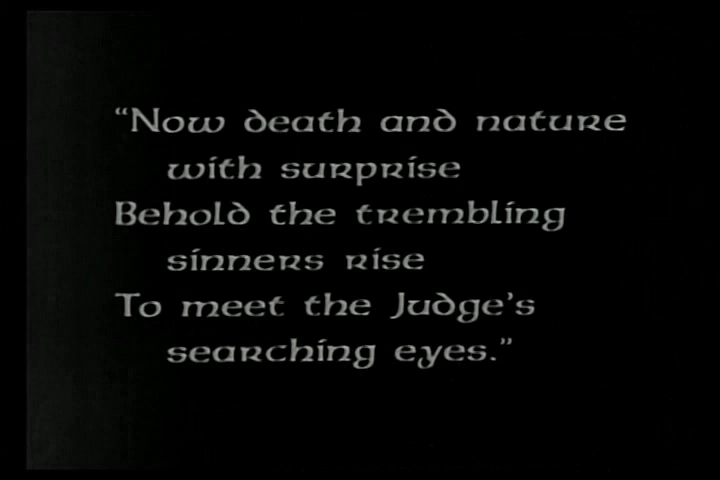 “Now death and nature
with surprise
Behold the trembling
sinners rise
To meet the Judge’s
searching eyes.”